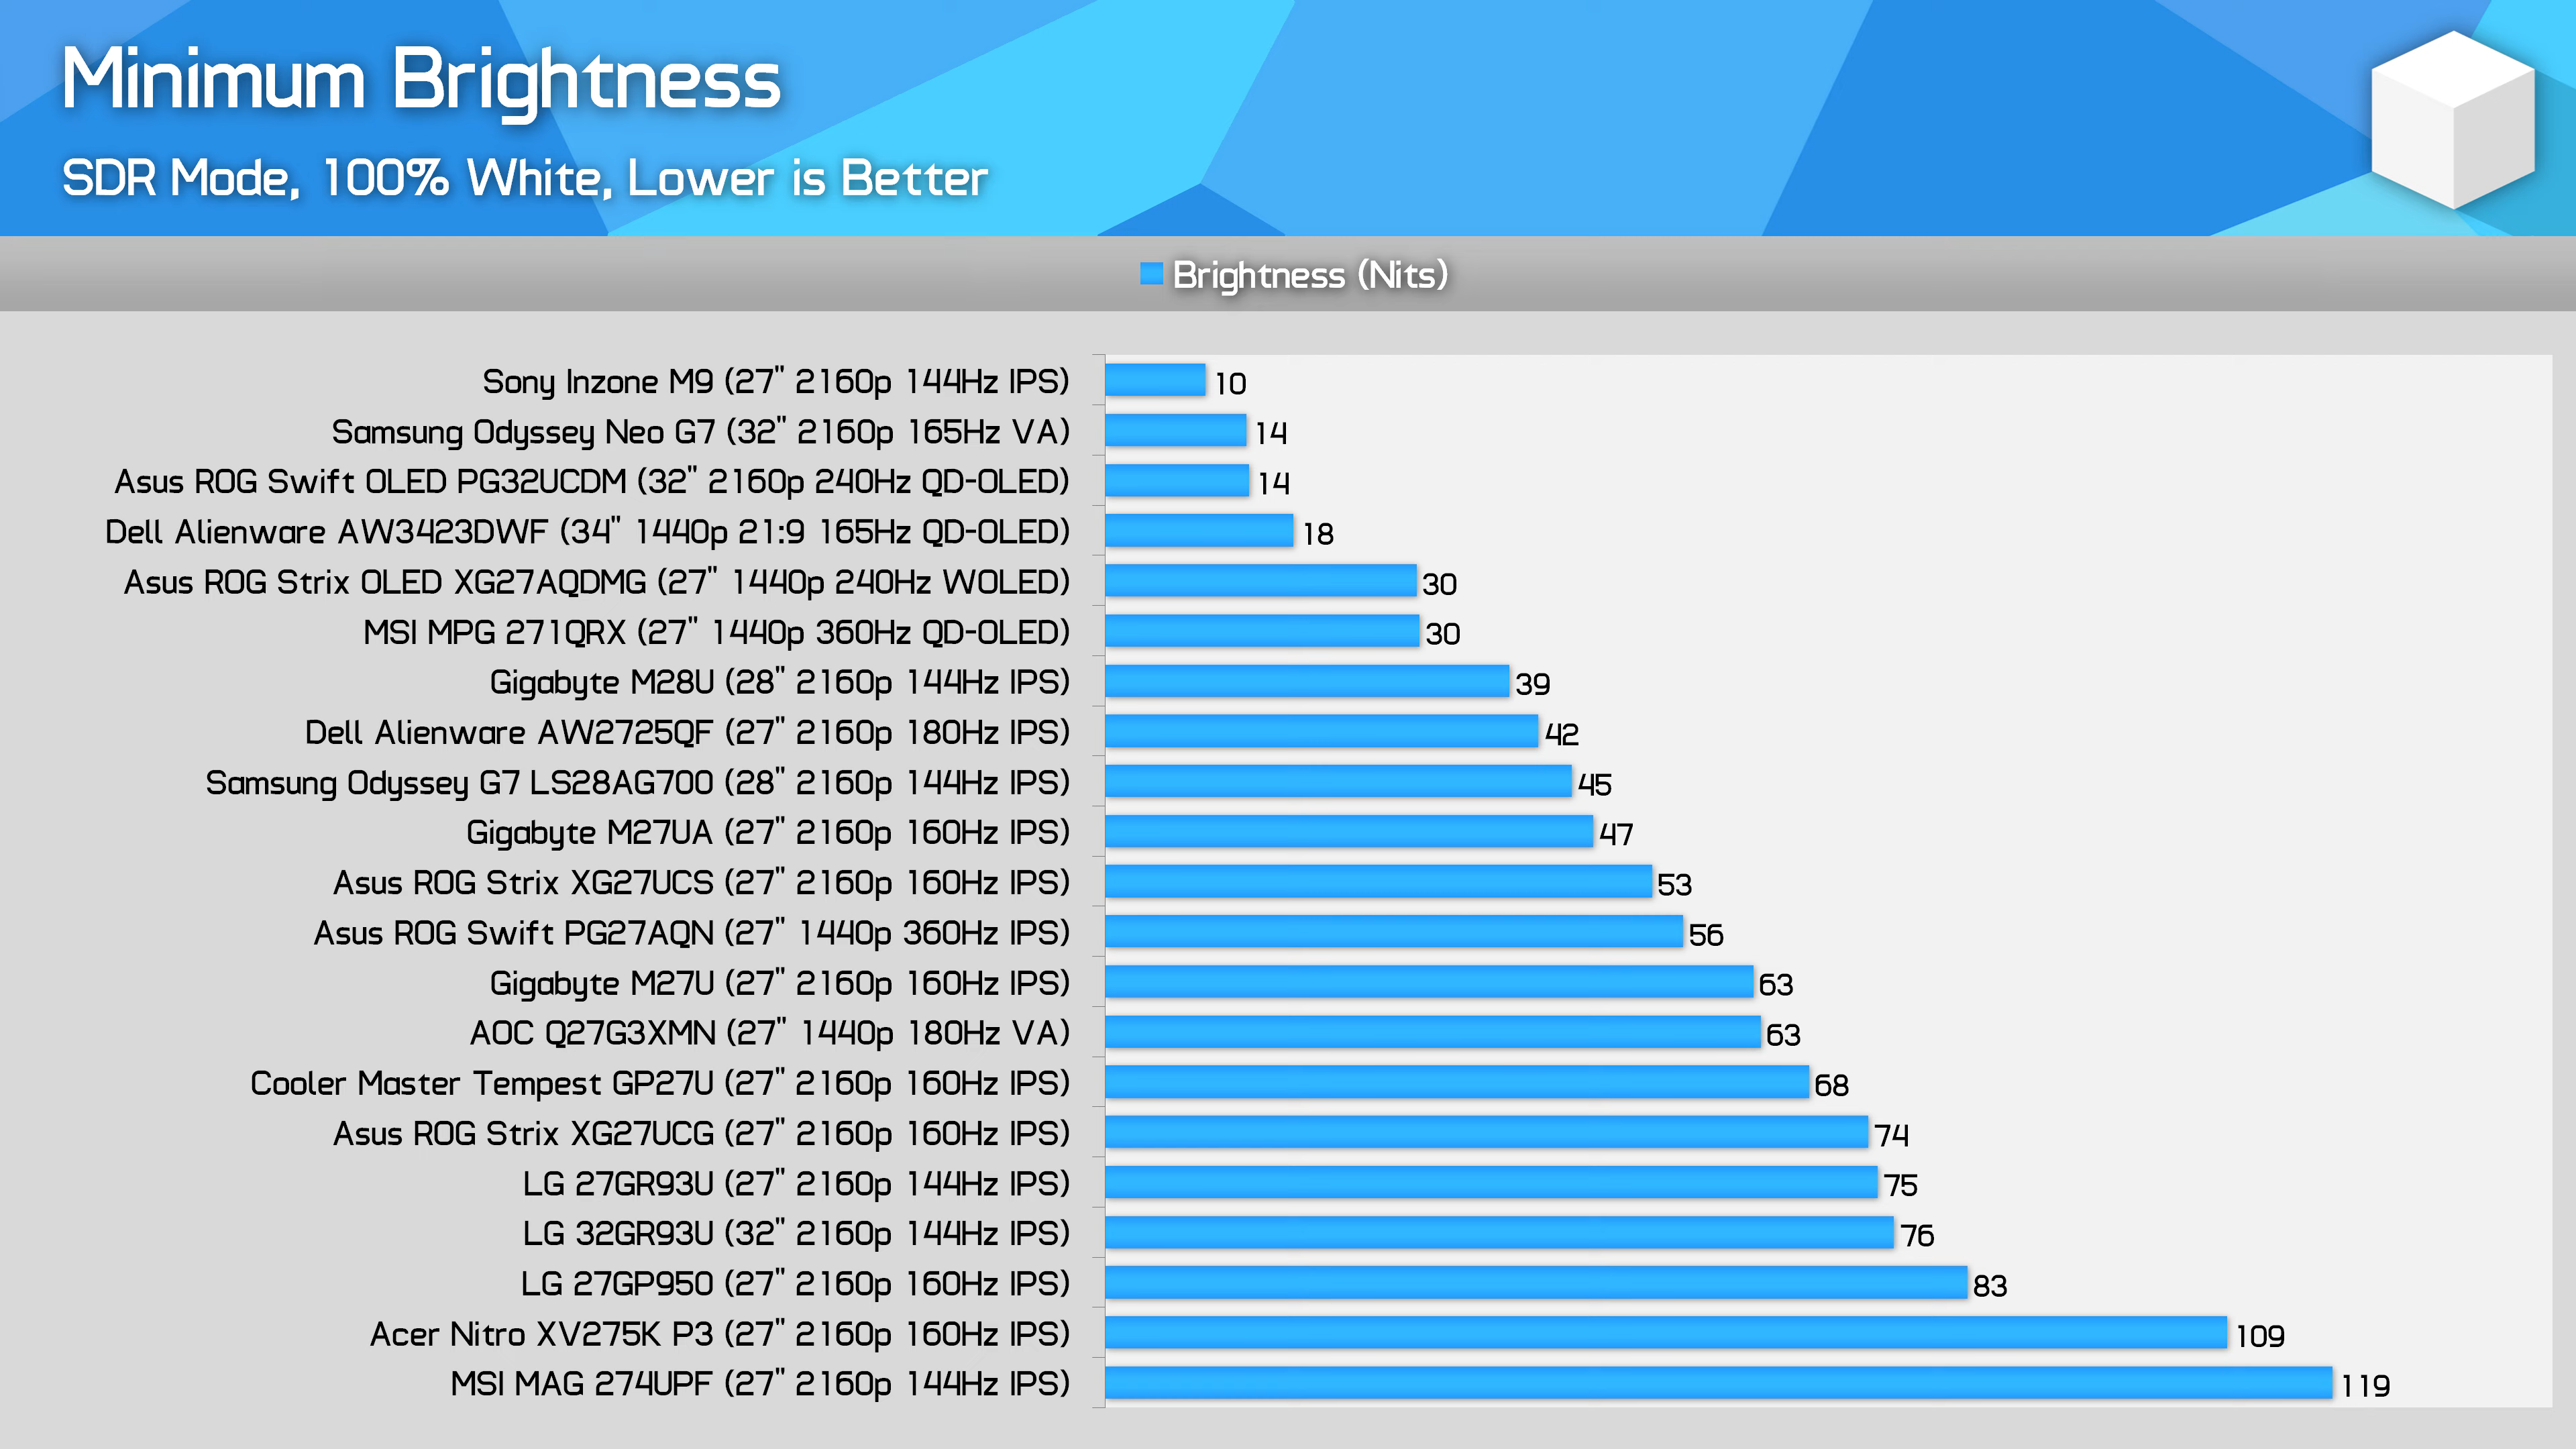 Minimum Brightness
SDR Mode, 100% White, Lower is Better
Brightness (Nits)
Sony Inzone M9 (27" 2160p 144Hz IPS) 10
Samsung Odyssey Neo G7 (32" 2160p 165Hz VA) 14
Asus ROG Swift OLED PG32UCDM (32" 2160p 240Hz QD-OLED) 14
Dell Alienware AW3423DWF (34" 1440p 21:9 165Hz QD-OLED) 18
Asus ROG Strix OLED XG27AQDMG (27" 1440p 240Hz WOLED) 30
MSI MPG 271QRX (27" 1440p 360Hz QD-OLED) 30
Gigabyte M28U (28" 2160p 144Hz IPS) 39
Dell Alienware AW2725QF (27" 2160p 180Hz IPS) 42
Samsung Odyssey G7 LS28AG700 (28" 2160p 144Hz IPS) 45
Gigabyte M27UA (27" 2160p 160Hz IPS) 47
Asus ROG Strix XG27UCS (27" 2160p 160Hz IPS) 53
Asus ROG Swift PG27AQN (27" 1440p 360Hz IPS) 56
Gigabyte M27U (27" 2160p 160Hz IPS) 63
AOC Q27G3XMN (27" 1440p 180Hz VA) 63
Cooler Master Tempest GP27U (27" 2160p 160Hz IPS) 68
Asus ROG Strix XG27UCG (27" 2160p 160Hz IPS) 74
LG 27GR93U (27" 2160p 144Hz IPS) 75
LG 32GR93U (32" 2160p 144Hz IPS) 76
LG 27GP950 (27" 2160p 160Hz IPS) 83
Acer Nitro XV275K P3 (27" 2160p 160Hz IPS) 109
MSI MAG 274UPF (27" 2160p 144Hz IPS) 119